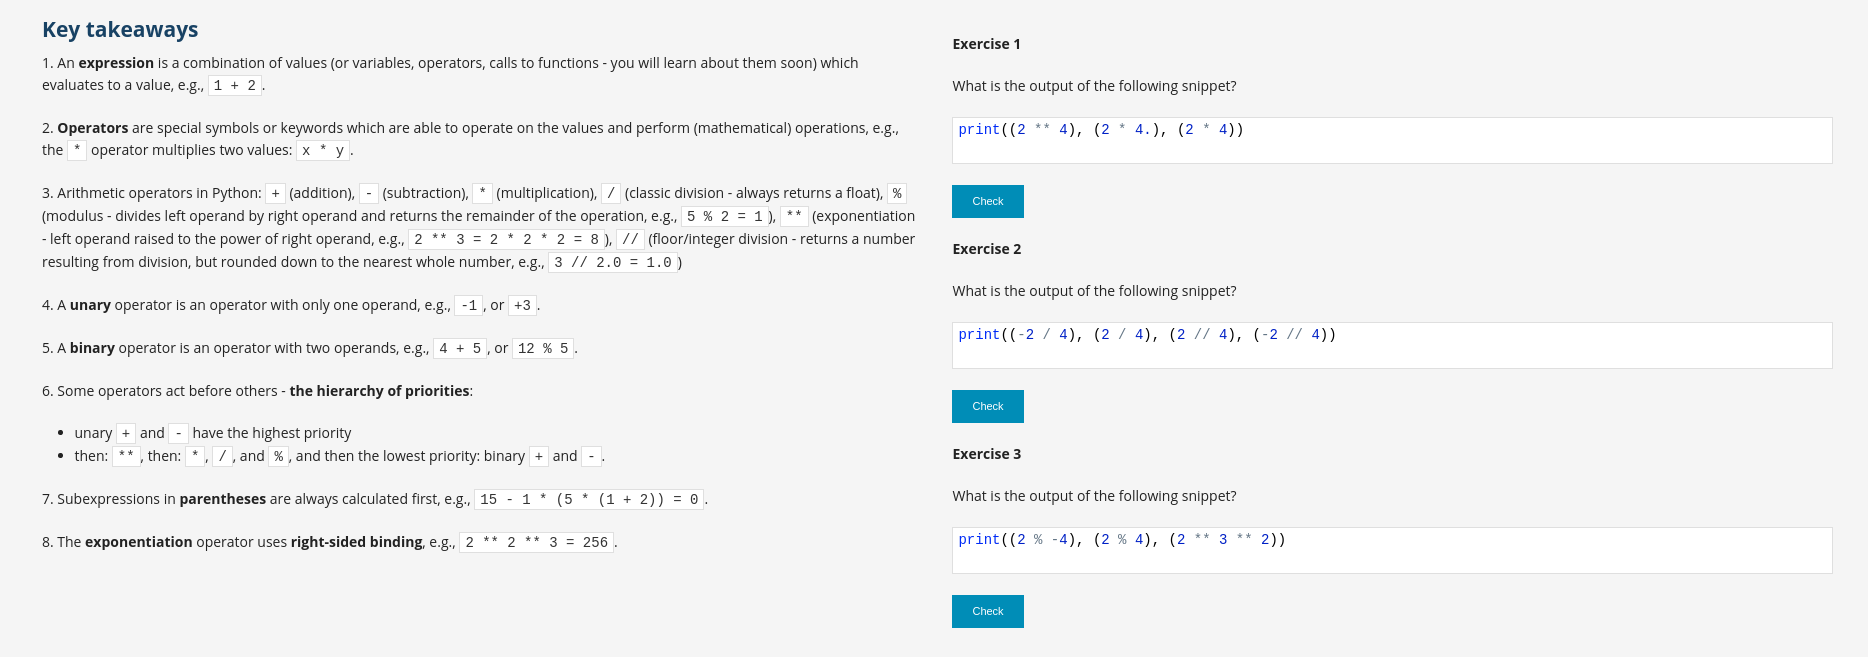 Key takeaways
1. An expression is a combination of values (or variables, operators, calls to functions - you will learn about them soon) which
evaluates to a value, e.g., 1 + 2.
2. Operators are special symbols or keywords which are able to operate on the values and perform (mathematical) operations, e.g.,
the * operator multiplies two values: x * y.
3. Arithmetic operators in Python: + (addition), - (subtraction), * (multiplication), / (classic division - always returns a float), %
(modulus - divides left operand by right operand and returns the remainder of the operation, e.g., 5 % 2 = 1), ** (exponentiation
- left operand raised to the power of right operand, e.g., 2 ** 3 = 2 * 2 * 2 = 8), // (floor/integer division - returns a number
resulting from division, but rounded down to the nearest whole number, e.g., 3 // 2.0 = 1.0)
4. A unary operator is an operator with only one operand, e.g., -1, or +3.
5. A binary operator is an operator with two operands, e.g., 4 + 5, or 12 % 5.
6. Some operators act before others - the hierarchy of priorities:
• unary + and - have the highest priority
• then: **, then: *, /, and %, and then the lowest priority: binary + and -.
7. Subexpressions in parentheses are always calculated first, e.g., 15 - 1 * (5 * (1 + 2)) = 0.
8. The exponentiation operator uses right-sided binding, e.g., 2 ** 2 ** 3 = 256.
Exercise 1
What is the output of the following snippet?
print((2 ** 4), (2 * 4.), (2 * 4))
Check
Exercise 2
What is the output of the following snippet?
print((-2 / 4), (2 / 4), (2 // 4), (-2 // 4))
Check
Exercise 3
What is the output of the following snippet?
print((2 % -4), (2 % 4), (2 ** 3 ** 2))
Check